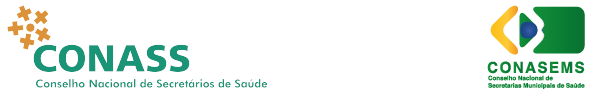 CONASS
Conselho Nacional de Secretários de Saúde
CONASEMS
Conselho Nacional de
Secretarias Municipais de Saúde